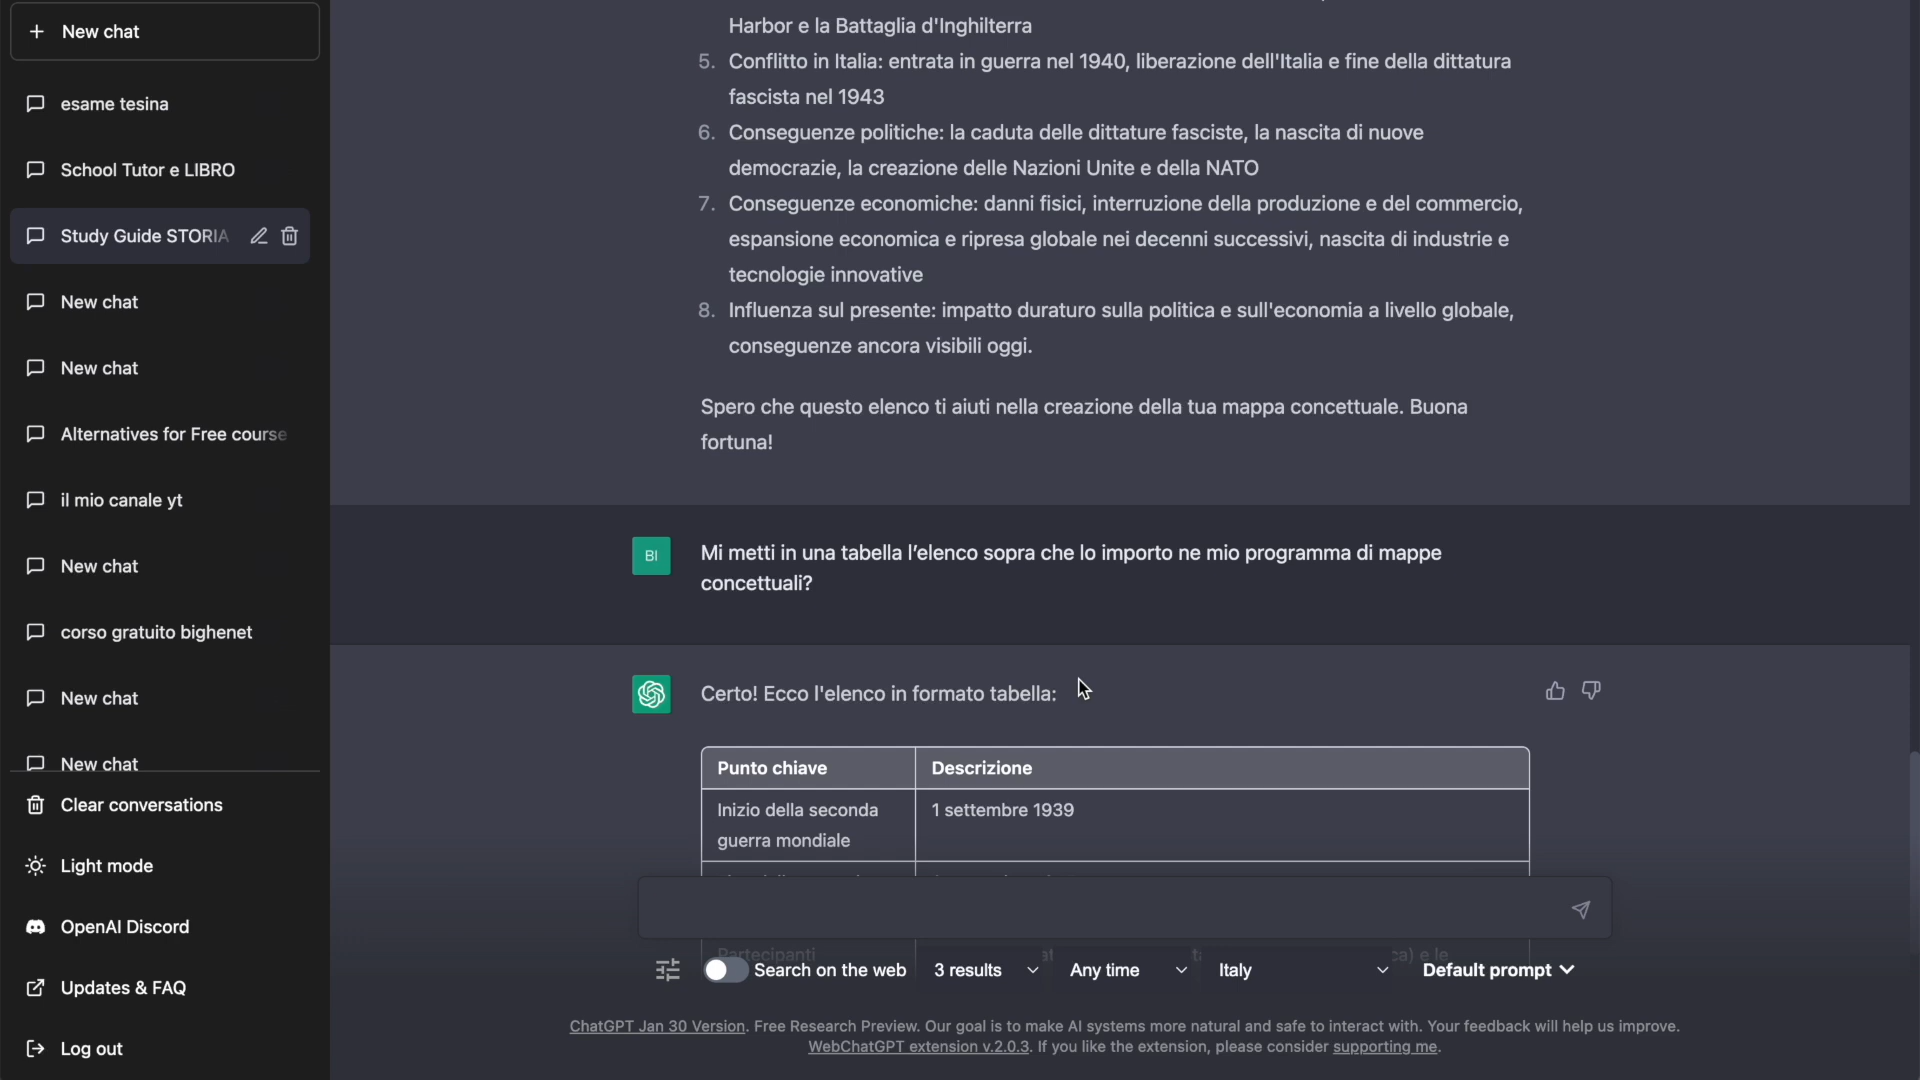 New chat
esame tesina
School Tutor e LIBRO
Study Guide STORIA
New chat
New chat
Alternatives for Free course
il mio canale yt
New chat
corso gratuito bighenet
New chat
New chat
Clear conversations
Light mode
OpenAI Discord
Updates & FAQ
Log out
Harbor e la Battaglia d'Inghilterra
5. Conflitto in Italia: entrata in guerra nel 1940, liberazione dell'Italia e fine della dittatura
fascista nel 1943
6. Conseguenze politiche: la caduta delle dittature fasciste, la nascita di nuove
democrazie, la creazione delle Nazioni Unite e della NATO
7. Conseguenze economiche: danni fisici, interruzione della produzione e del commercio,
espansione economica e ripresa globale nei decenni successivi, nascita di industrie e
tecnologie innovative
8. Influenza sul presente: impatto duraturo sulla politica e sull'economia a livello globale,
conseguenze ancora visibili oggi.
Spero che questo elenco ti aiuti nella creazione della tua mappa concettuale. Buona
fortuna!
BI
Mi metti in una tabella l’elenco sopra che lo importo ne mio programma di mappe
concettuali?
Certo! Ecco l'elenco in formato tabella:
Punto chiave Descrizione
Inizio della seconda 1 settembre 1939
guerra mondiale
Partecipanti e le
Search on the web 3 results Any time Italy Default prompt
ChatGPT Jan 30 Version. Free Research Preview. Our goal is to make AI systems more natural and safe to interact with. Your feedback will help us improve.
WebChatGPT extension v.2.0.3. If you like the extension, please consider supporting me.